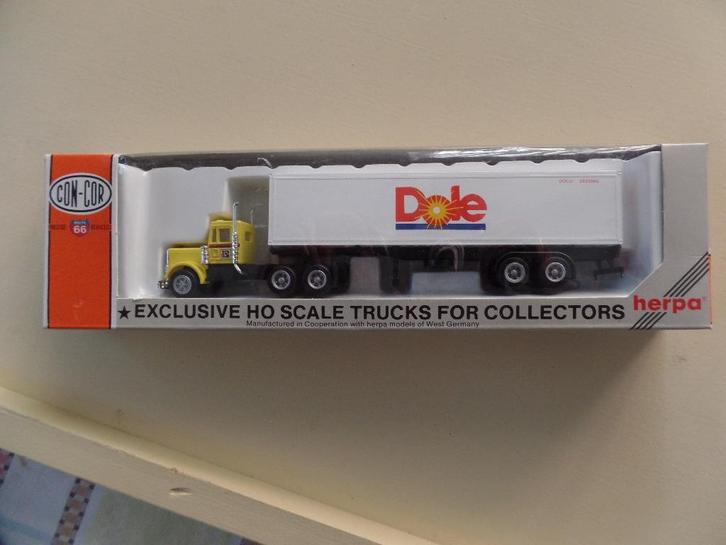 CON-COR
ROUTE
66
Dole
★ EXCLUSIVE HO SCALE TRUCKS FOR COLLECTORS
Manufactured in Cooperation with herpa models of West Germany
herpa